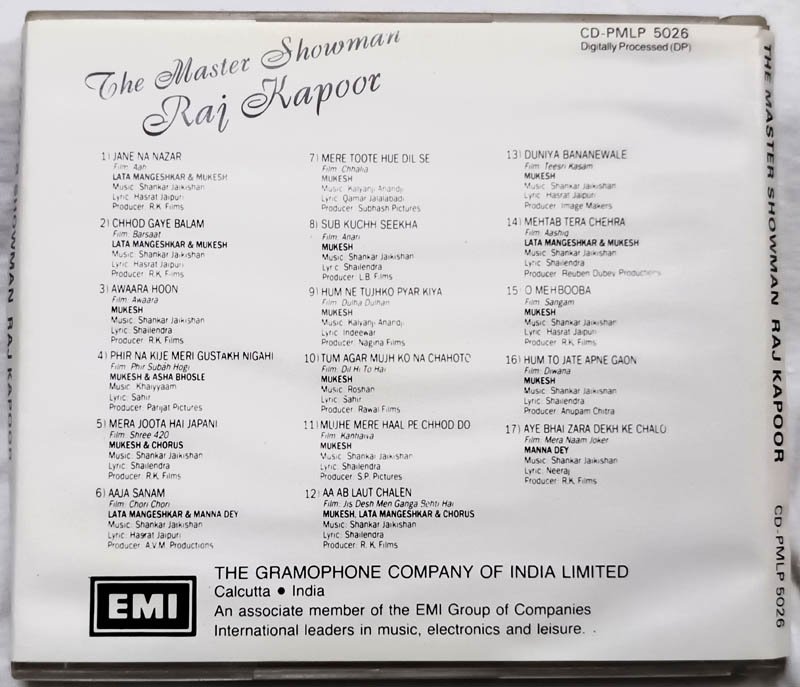 The Master Showman
Raj Kapoor
CD-PMLP 5026
Digitally Processed (DP)
1) JANE NA NAZAR
Film: Aah
LATA MANGESHKAR & MUKESH
Music: Shankar Jaikishan
Lyric: Hasrat Jaipuri
Producer: R.K. Films
2) CHHOD GAYE BALAM
Film: Barsaat
LATA MANGESHKAR & MUKESH
Music: Shankar Jaikishan
Lyric: Hasrat Jaipuri
Producer: R.K. Films
3) AWAARA HOON
Film: Awaara
MUKESH
Music: Shankar Jaikishan
Lyric: Shailendra
Producer: R.K. Films
4) PHIR NA KIJE MERI GUSTAKH NIGAHI
Film: Phir Subah Hogi
MUKESH & ASHA BHOSLE
Music: Khaiyyaam
Lyric: Sahir
Producer: Parijat Pictures
5) MERA JOOTA HAI JAPANI
Film: Shree 420
MUKESH & CHORUS
Music: Shankar Jaikishan
Lyric: Shailendra
Producer: R.K. Films
6) AAJA SANAM
Film: Chori Chori
LATA MANGESHKAR & MANNA DEY
Music: Shankar Jaikishan
Lyric: Hasrat Jaipuri
Producer: A.V.M. Productions
7) MERE TOOTE HUE DIL SE
Film: Chhalia
MUKESH
Music: Kalyanji Anandji
Lyric: Qamar Jalalabadi
Producer: Subhash Pictures
8) SUB KUCHH SEEKHA
Film: Anari
MUKESH
Music: Shankar Jaikishan
Lyric: Shailendra
Producer: L.B. Films
9) HUM NE TUJHKO PYAR KIYA
Film: Dulha Dulhan
MUKESH
Music: Kalyanji Anandji
Lyric: Indeewar
Producer: Nagina Films
10) TUM AGAR MUJH KO NA CHAHOTO
Film: Dil Hi To Hai
MUKESH
Music: Roshan
Lyric: Sahir
Producer: Rawal Films
11) MUJHE MERE HAAL PE CHHOD DO
Film: Kanhaiya
MUKESH
Music: Shankar Jaikishan
Lyric: Shailendra
Producer: S.P. Pictures
12) AA AB LAUT CHALEN
Film: Jis Desh Men Ganga Behti Hai
MUKESH, LATA MANGESHKAR & CHORUS
Music: Shankar Jaikishan
Lyric: Shailendra
Producer: R. K. Films
13) DUNIYA BANANEWALE
Film: Teesri Kasam
MUKESH
Music: Shankar Jaikishan
Lyric: Hasrat Jaipuri
Producer: Image Makers
14) MEHTAB TERA CHEHRA
Film: Aashiq
LATA MANGESHKAR & MUKESH
Music: Shankar Jaikishan
Lyric: Shailendra
Producer: Reuben Dubey Productions
15) O MEHBOOBA
Film: Sangam
MUKESH
Music: Shankar Jaikishan
Lyric: Hasrat Jaipuri
Producer: R.K. Films
16) HUM TO JATE APNE GAON
Film: Diwana
MUKESH
Music: Shankar Jaikishan
Lyric: Shailendra
Producer: Anupam Chitra
17) AYE BHAI ZARA DEKH KE CHALO
Film: Mera Naam Joker
MANNA DEY
Music: Shankar Jaikishan
Lyric: Neeraj
Producer: R.K. Films
EMI
THE GRAMOPHONE COMPANY OF INDIA LIMITED
Calcutta • India
An associate member of the EMI Group of Companies
International leaders in music, electronics and leisure.
THE MASTER SHOWMAN RAJ KAPOOR CD-PMLP 5026
SHOWMAN RAJ KAPOOR